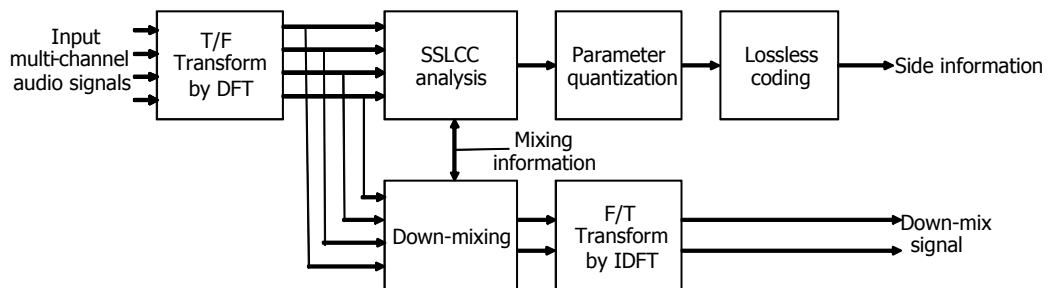 Input
multi-channel
audio signals
T/F
Transform
by DFT
SSLCC
analysis
Parameter
quantization
Lossless
coding
Side information
Mixing
information
Down-mixing
F/T
Transform
by IDFT
Down-mix
signal